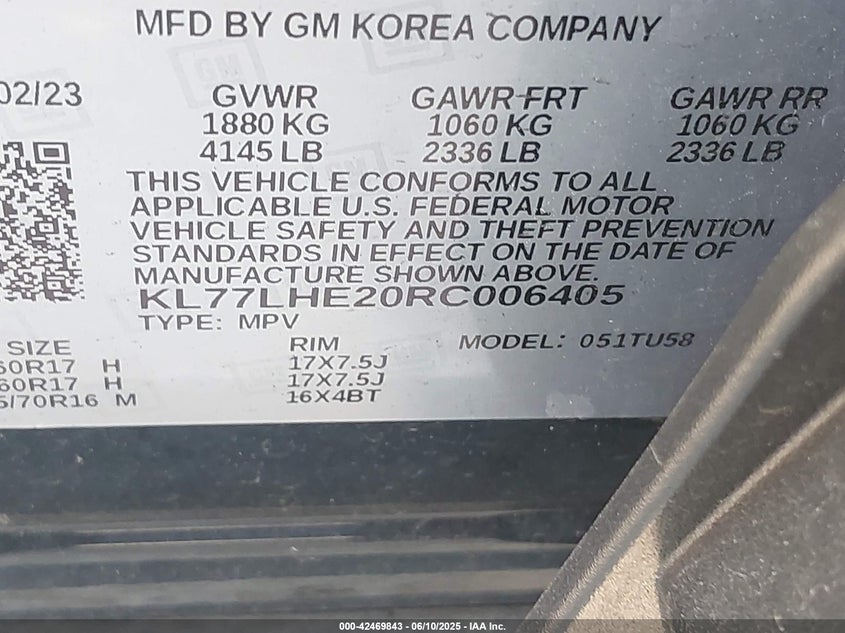 MFD BY GM KOREA COMPANY
02/23 GVWR GAWR FRT GAWR RR
1880 KG 1060 KG 1060 KG
4145 LB 2336 LB 2336 LB
THIS VEHICLE CONFORMS TO ALL
APPLICABLE U.S. FEDERAL MOTOR
VEHICLE SAFETY AND THEFT PREVENTION
STANDARDS IN EFFECT ON THE DATE OF
MANUFACTURE SHOWN ABOVE.
KL77LHE20RC006405
TYPE: MPV
SIZE RIM MODEL: 051TU58
60R17 H 17X7.5J
60R17 H 17X7.5J
5/70R16 M 16X4BT
000-42469843 - 06/10/2025 - IAA Inc.